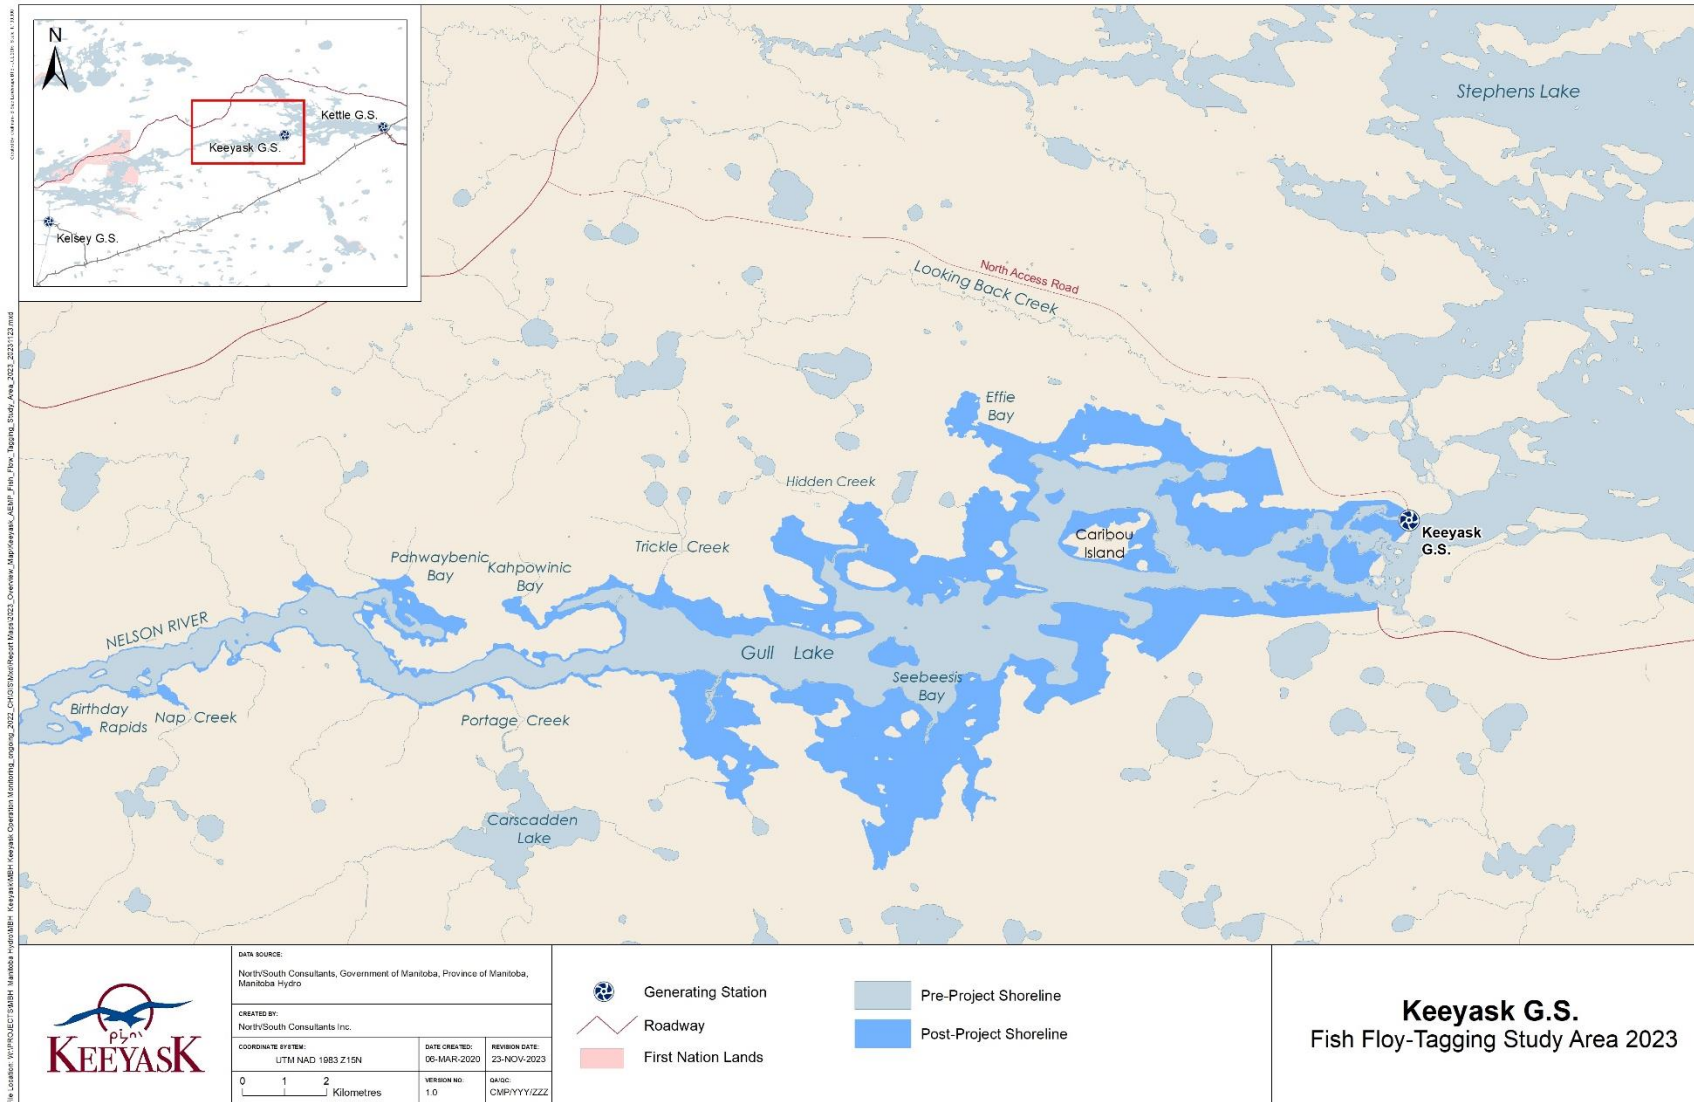 N
Kettle G.S.
Keeyask G.S.
Kelsey G.S.
Stephens Lake
North Access Road
Looking Back Creek
Effie
Bay
Hidden Creek
Caribou
Island
Keeyask
G.S.
Trickle Creek
Pahwaybenic
Bay
Kahpowinic
Bay
NELSON RIVER
Gull Lake
Seebeesis
Bay
Birthday
Rapids
Nap Creek
Portage Creek
Carscadden
Lake
KEEYASK
DATA SOURCE:
North/South Consultants, Government of Manitoba, Province of Manitoba,
Manitoba Hydro
CREATED BY:
North/South Consultants Inc.
COORDINATE SYSTEM:
UTM NAD 1983 Z15N
DATE CREATED:
06-MAR-2020
REVISION DATE:
23-NOV-2023
0 1 2
Kilometres
VERSION NO:
1.0
QA/QC:
CMP/YYY/ZZZ
Generating Station
Roadway
First Nation Lands
Pre-Project Shoreline
Post-Project Shoreline
Keeyask G.S.
Fish Floy-Tagging Study Area 2023